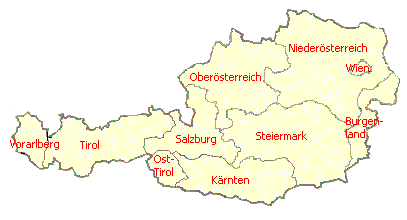 Niederösterreich
Wien
Oberösterreich
Burgen-
land
Salzburg
Steiermark
Vorarlberg
Tirol
Ost-
Tirol
Kärnten